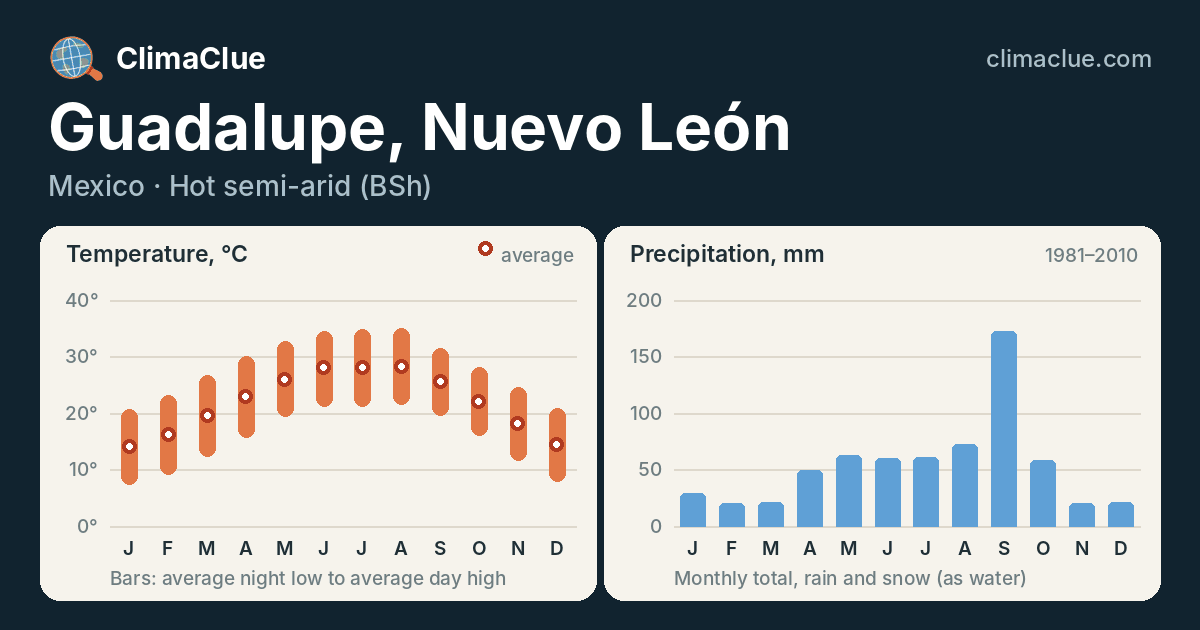 ClimaClue
climaclue.com
Guadalupe, Nuevo León
Mexico · Hot semi-arid (BSh)
Temperature, °C
average
40°
30°
20°
10°
0°
J F M A M J J A S O N D
Bars: average night low to average day high
Precipitation, mm
1981–2010
200
150
100
50
0
J F M A M J J A S O N D
Monthly total, rain and snow (as water)